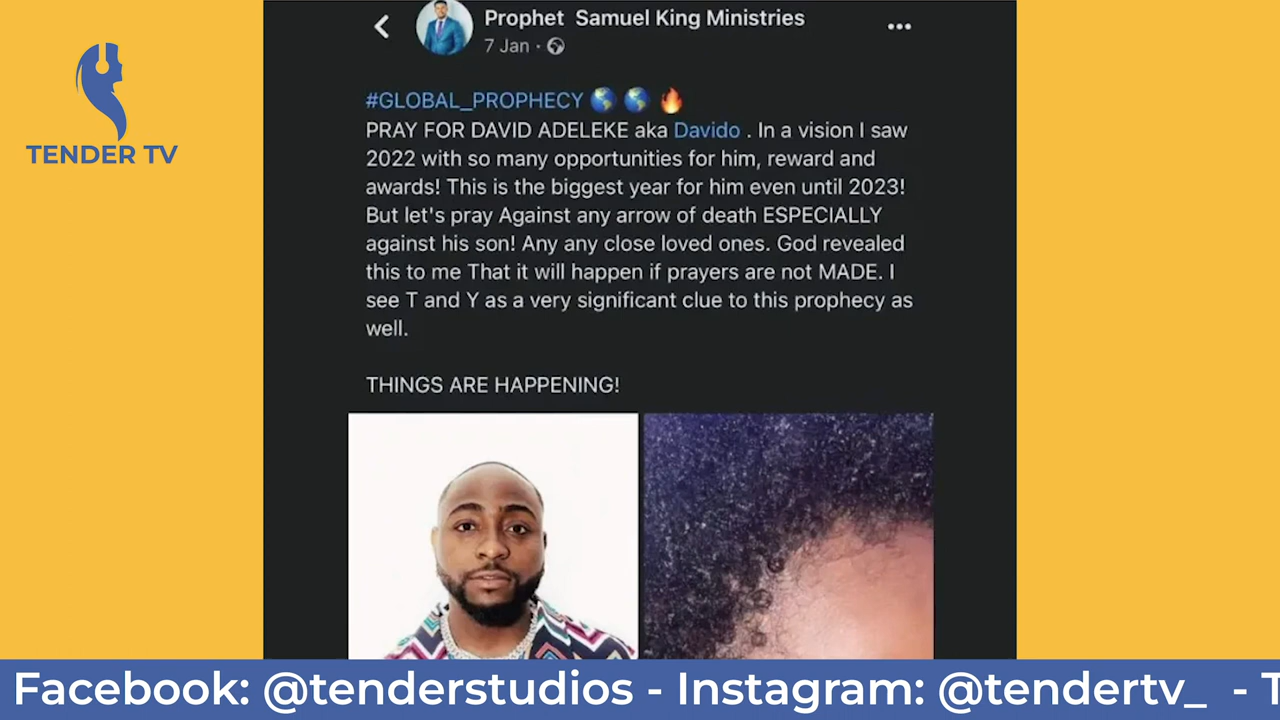 Prophet Samuel King Ministries
7 Jan ·
TENDER TV
#GLOBAL_PROPHECY 🌎 🌎 🔥
PRAY FOR DAVID ADELEKE aka Davido . In a vision I saw
2022 with so many opportunities for him, reward and
awards! This is the biggest year for him even until 2023!
But let's pray Against any arrow of death ESPECIALLY
against his son! Any any close loved ones. God revealed
this to me That it will happen if prayers are not MADE. I
see T and Y as a very significant clue to this prophecy as
well.
THINGS ARE HAPPENING!
Facebook: @tenderstudios - Instagram: @tendertv_ - T